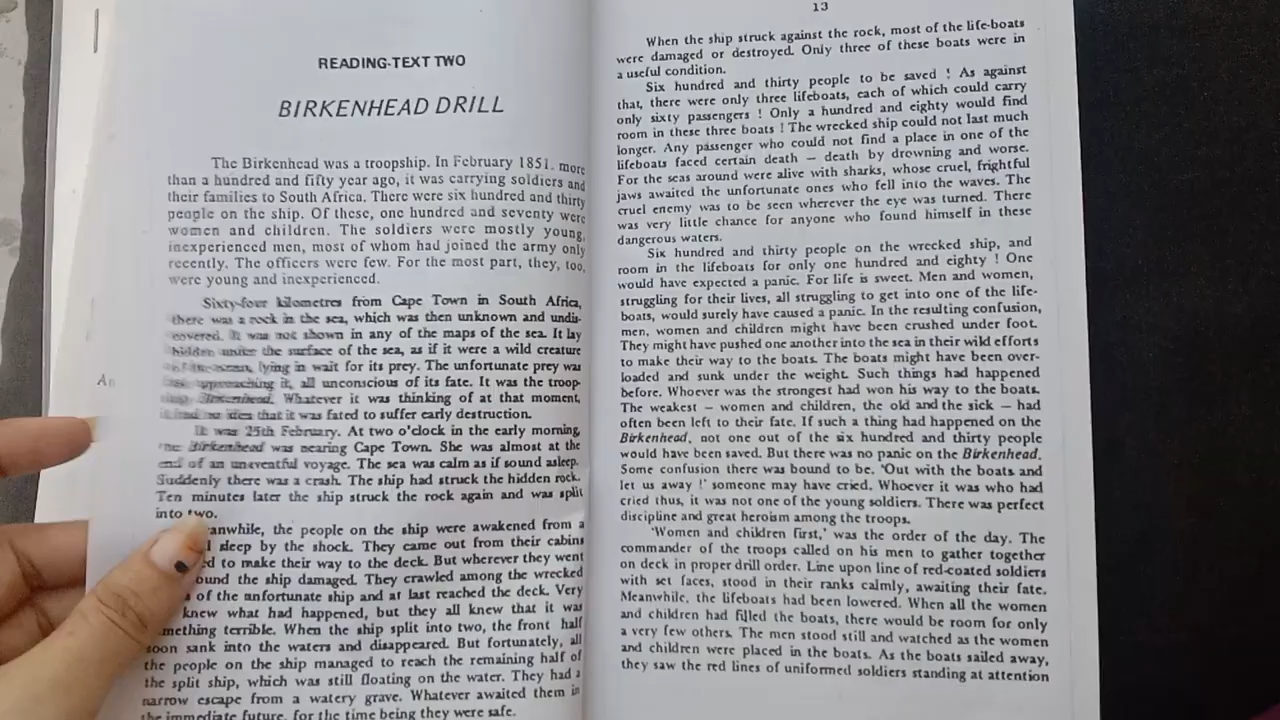 READING-TEXT TWO
BIRKENHEAD DRILL
The Birkenhead was a troopship. In February 1851, more
than a hundred and fifty year ago, it was carrying soldiers and
their families to South Africa. There were six hundred and thirty
people on the ship. Of these, one hundred and seventy were
women and children. The soldiers were mostly young,
inexperienced men, most of whom had joined the army only
recently. The officers were few. For the most part, they, too,
were young and inexperienced.
Sixty-four kilometres from Cape Town in South Africa,
there was a rock in the sea, which was then unknown and undis-
covered. It was not shown in any of the maps of the sea. It lay
hidden under the surface of the sea, as if it were a wild creature
lying in wait for its prey. The unfortunate prey was
approaching it, all unconscious of its fate. It was the troop-
Birkenhead. Whatever it was thinking of at that moment,
it had no idea that it was fated to suffer early destruction.
It was 25th February. At two o'clock in the early morning,
the Birkenhead was nearing Cape Town. She was almost at the
end of an uneventful voyage. The sea was calm as if sound asleep.
Suddenly there was a crash. The ship had struck the hidden rock.
Ten minutes later the ship struck the rock again and was split
into two.
anwhile, the people on the ship were awakened from a
sleep by the shock. They came out from their cabins
ed to make their way to the deck. But wherever they went
ound the ship damaged. They crawled among the wrecked
of the unfortunate ship and at last reached the deck. Very
knew what had happened, but they all knew that it was
mething terrible. When the ship split into two, the front half
soon sank into the waters and disappeared. But fortunately, all
the people on the ship managed to reach the remaining half of
the split ship, which was still floating on the water. They had a
narrow escape from a watery grave. Whatever awaited them in
the immediate future, for the time being they were safe.
An
13
When the ship struck against the rock, most of the life-boats
were damaged or destroyed. Only three of these boats were in
a useful condition.
Six hundred and thirty people to be saved ! As against
that, there were only three lifeboats, each of which could carry
only sixty passengers ! Only a hundred and eighty would find
room in these three boats ! The wrecked ship could not last much
longer. Any passenger who could not find a place in one of the
lifeboats faced certain death — death by drowning and worse.
For the seas around were alive with sharks, whose cruel, frightful
jaws awaited the unfortunate ones who fell into the waves. The
cruel enemy was to be seen wherever the eye was turned. There
was very little chance for anyone who found himself in these
dangerous waters.
Six hundred and thirty people on the wrecked ship, and
room in the lifeboats for only one hundred and eighty ! One
would have expected a panic. For life is sweet. Men and women,
struggling for their lives, all struggling to get into one of the life-
boats, would surely have caused a panic. In the resulting confusion,
men, women and children might have been crushed under foot.
They might have pushed one another into the sea in their wild efforts
to make their way to the boats. The boats might have been over-
loaded and sunk under the weight. Such things had happened
before. Whoever was the strongest had won his way to the boats.
The weakest — women and children, the old and the sick — had
often been left to their fate. If such a thing had happened on the
Birkenhead, not one out of the six hundred and thirty people
would have been saved. But there was no panic on the Birkenhead.
Some confusion there was bound to be. 'Out with the boats and
let us away !' someone may have cried. Whoever it was who had
cried thus, it was not one of the young soldiers. There was perfect
discipline and great heroism among the troops.
'Women and children first,' was the order of the day. The
commander of the troops called on his men to gather together
on deck in proper drill order. Line upon line of red-coated soldiers
with set faces, stood in their ranks calmly, awaiting their fate.
Meanwhile, the lifeboats had been lowered. When all the women
and children had filled the boats, there would be room for only
a very few others. The men stood still and watched as the women
and children were placed in the boats. As the boats sailed away,
they saw the red lines of uniformed soldiers standing at attention